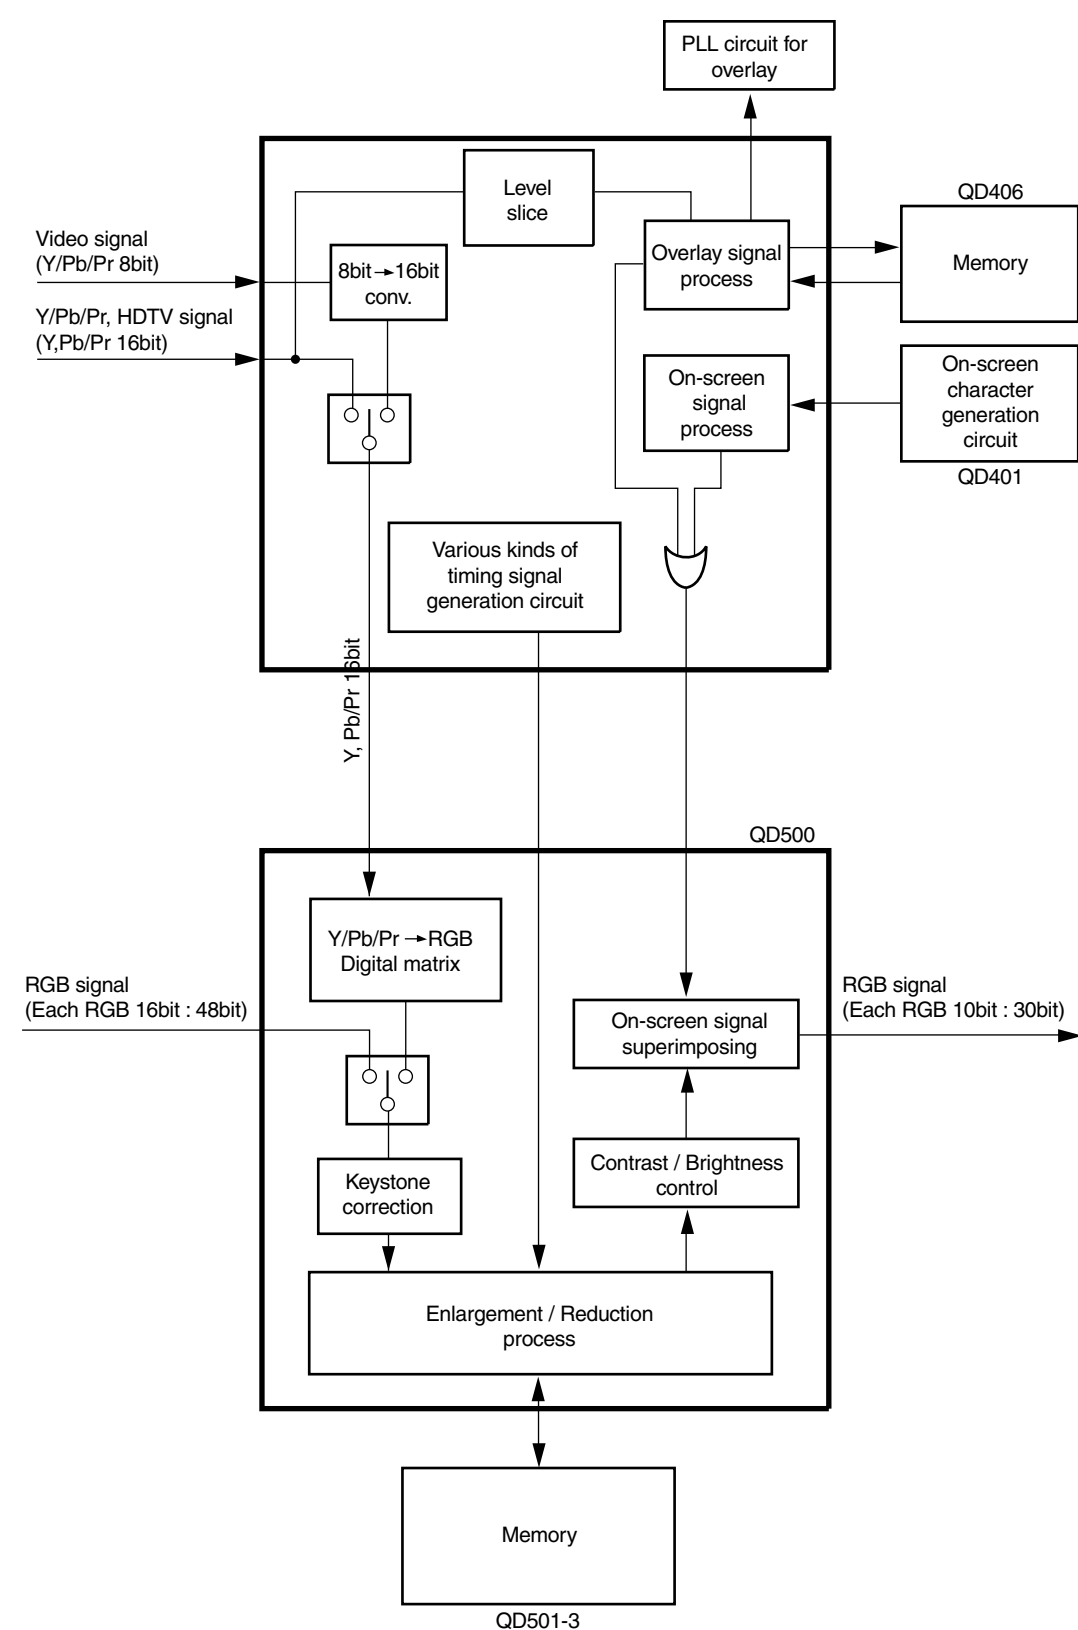 PLL circuit for
overlay
Level
slice
QD406
Video signal
(Y/Pb/Pr 8bit)
8bit→16bit
conv.
Overlay signal
process
Memory
Y/Pb/Pr, HDTV signal
(Y,Pb/Pr 16bit)
On-screen
signal
process
On-screen
character
generation
circuit
QD401
Various kinds of
timing signal
generation circuit
Y, Pb/Pr 16bit
QD500
Y/Pb/Pr →RGB
Digital matrix
RGB signal
(Each RGB 16bit : 48bit)
On-screen signal
superimposing
RGB signal
(Each RGB 10bit : 30bit)
Keystone
correction
Contrast / Brightness
control
Enlargement / Reduction
process
Memory
QD501-3